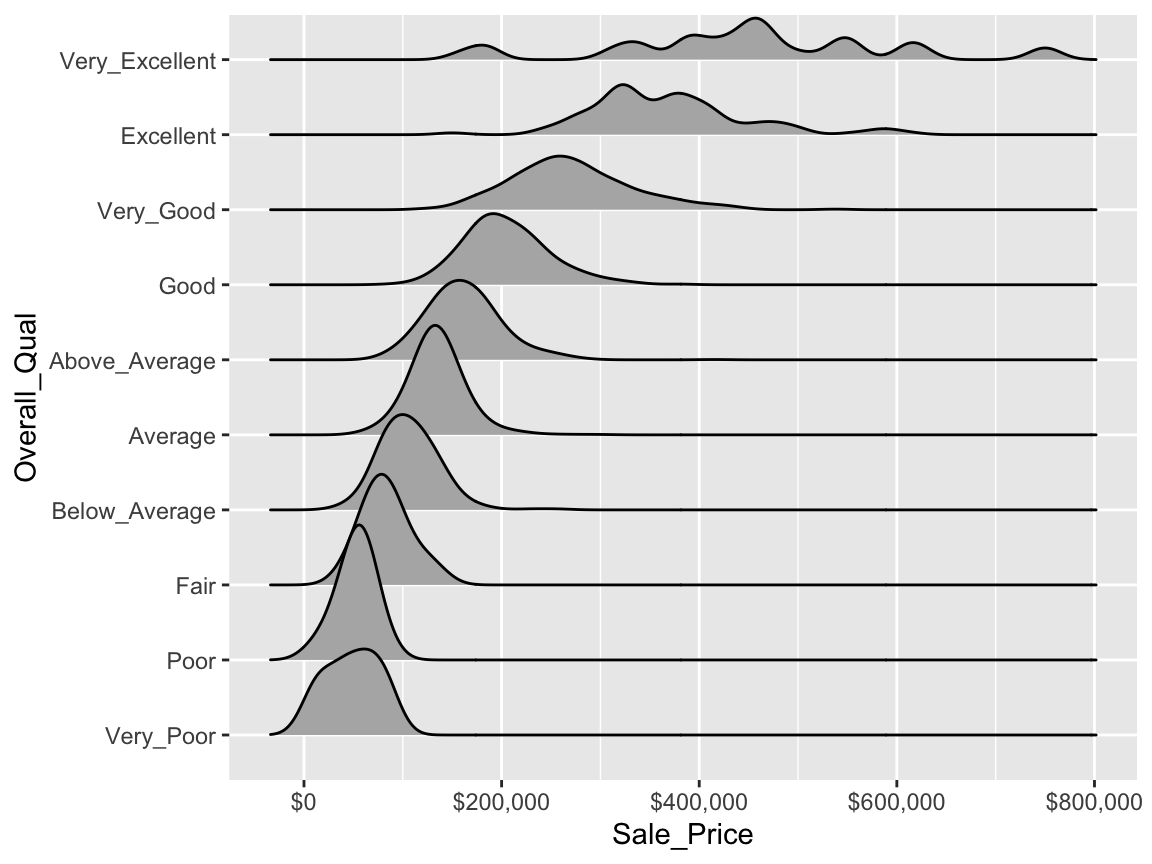 Very_Excellent
Excellent
Very_Good
Good
Above_Average
Average
Below_Average
Fair
Poor
Very_Poor
Overall_Qual
$0 $200,000 $400,000 $600,000 $800,000
Sale_Price